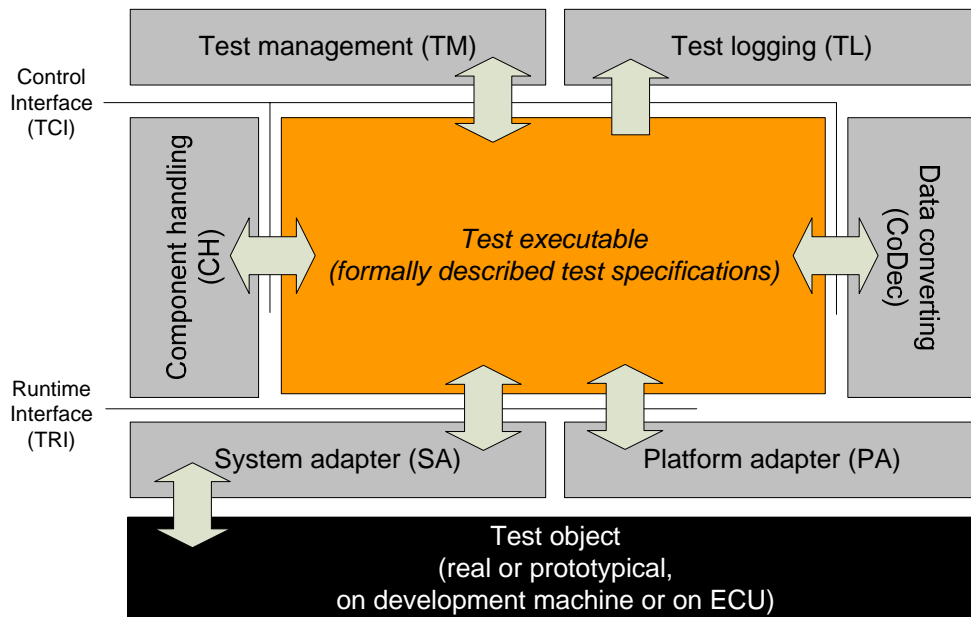 Test management (TM)
Test logging (TL)
Control
Interface
(TCI)
Component handling
(CH)
Test executable
(formally described test specifications)
Data converting
(CoDec)
Runtime
Interface
(TRI)
System adapter (SA)
Platform adapter (PA)
Test object
(real or prototypical,
on development machine or on ECU)